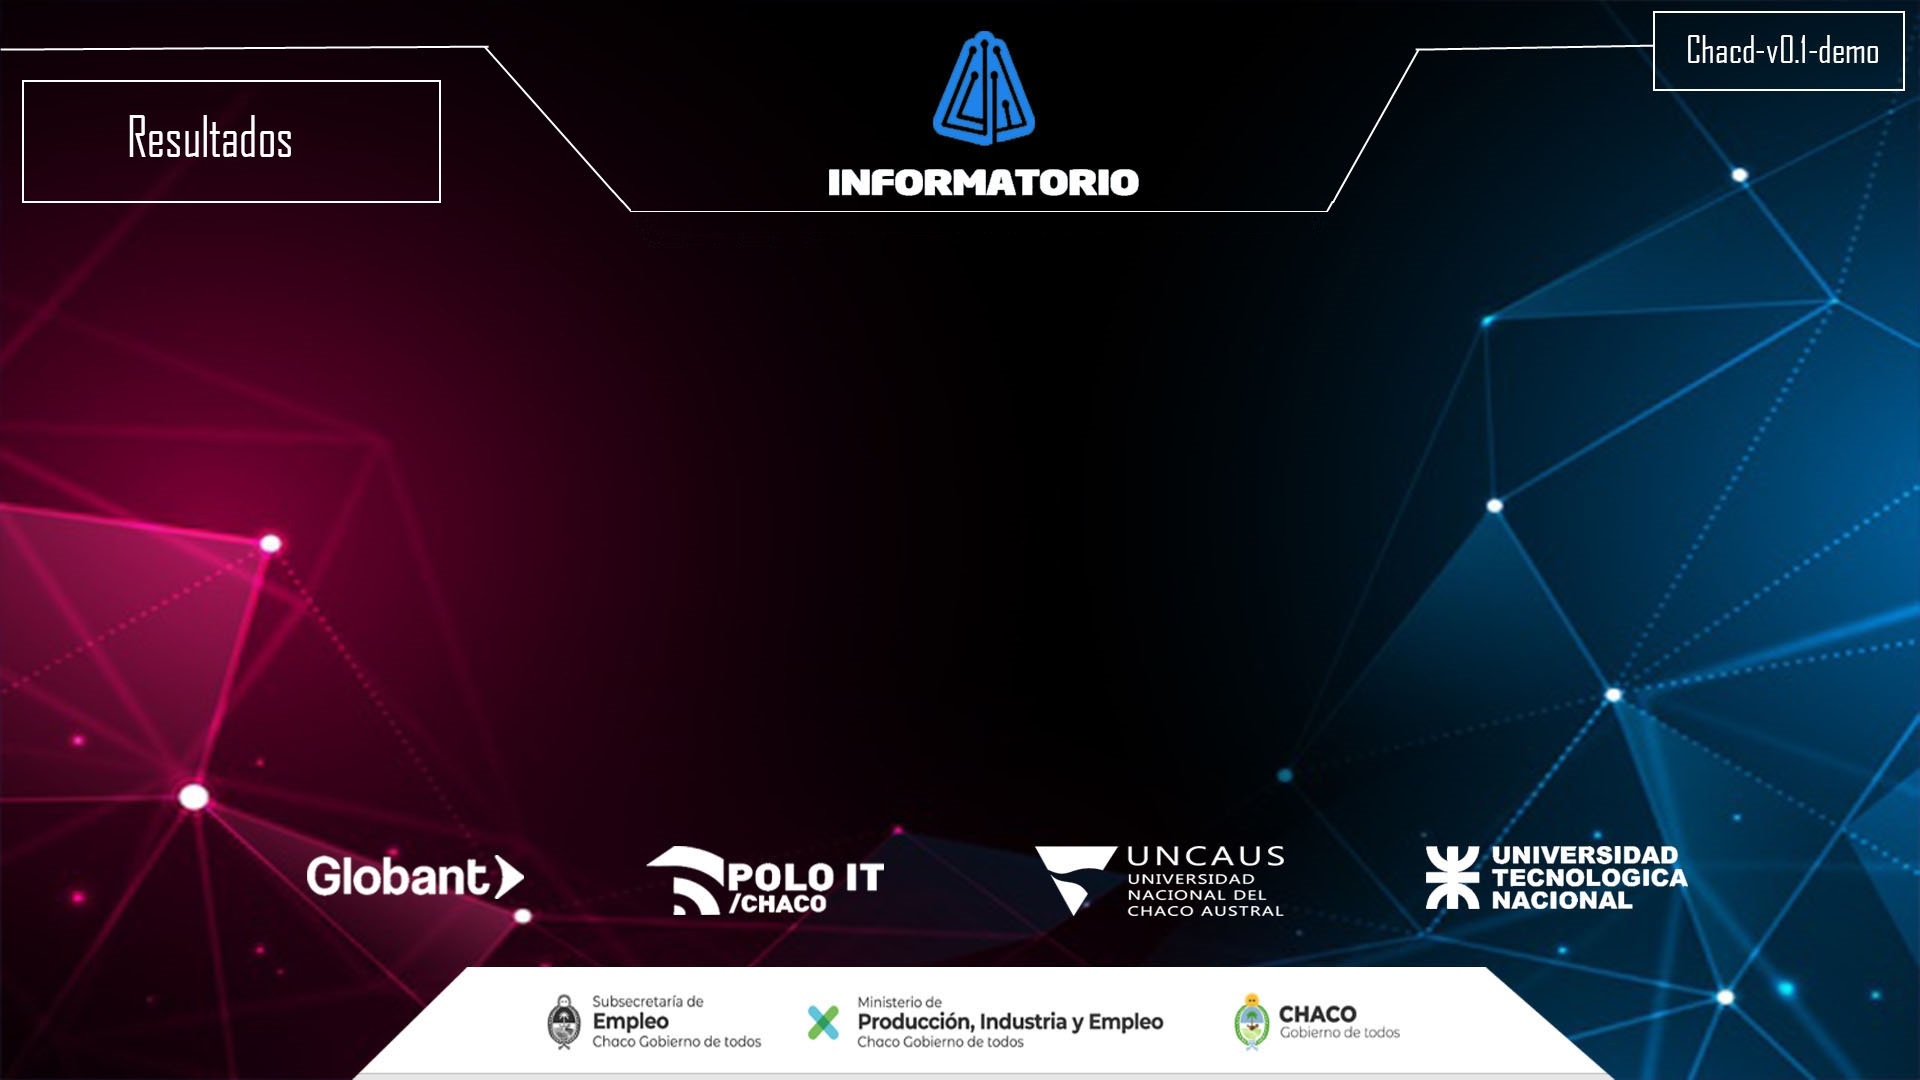 Resultados
INFORMATORIO
Chacd-v0.1-demo
Globant
POLO IT
/CHACO
UNCAUS
UNIVERSIDAD
NACIONAL DEL
CHACO AUSTRAL
UNIVERSIDAD
TECNOLOGICA
NACIONAL
Subsecretaría de
Empleo
Chaco Gobierno de todos
Ministerio de
Producción, Industria y Empleo
Chaco Gobierno de todos
CHACO
Gobierno de todos